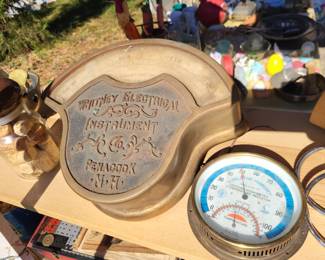 WHITNEY ELECTRICAL
INSTRUMENT
Co.
PENACOOK
N.H.